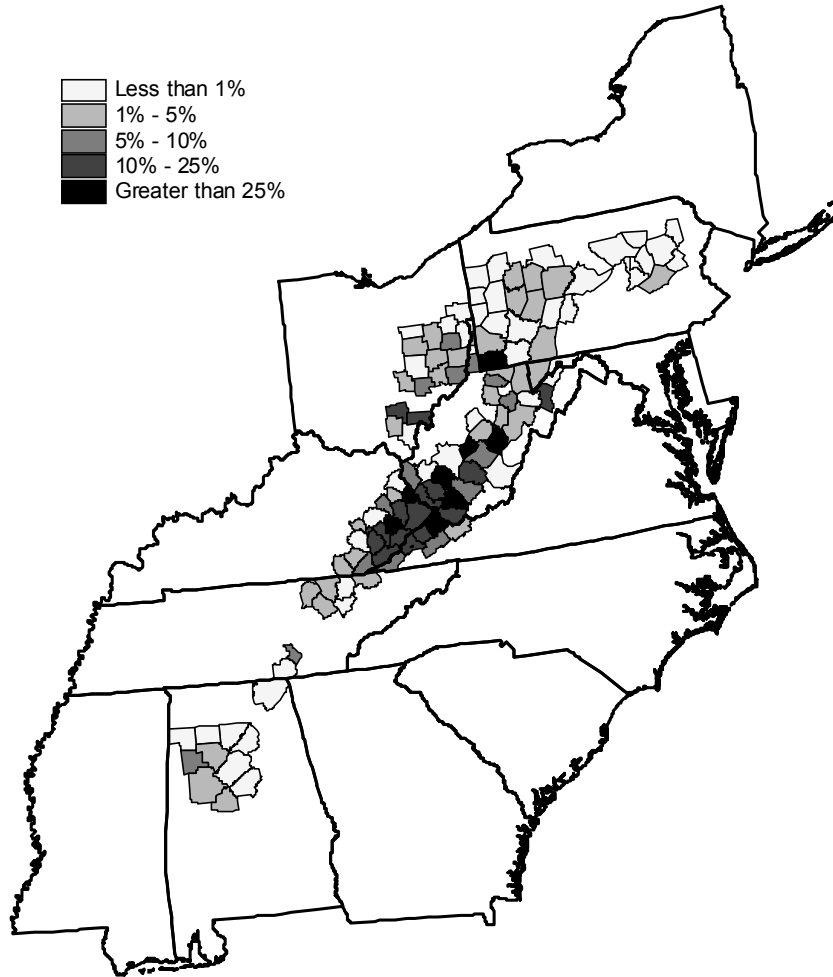 Less than 1%
1% - 5%
5% - 10%
10% - 25%
Greater than 25%